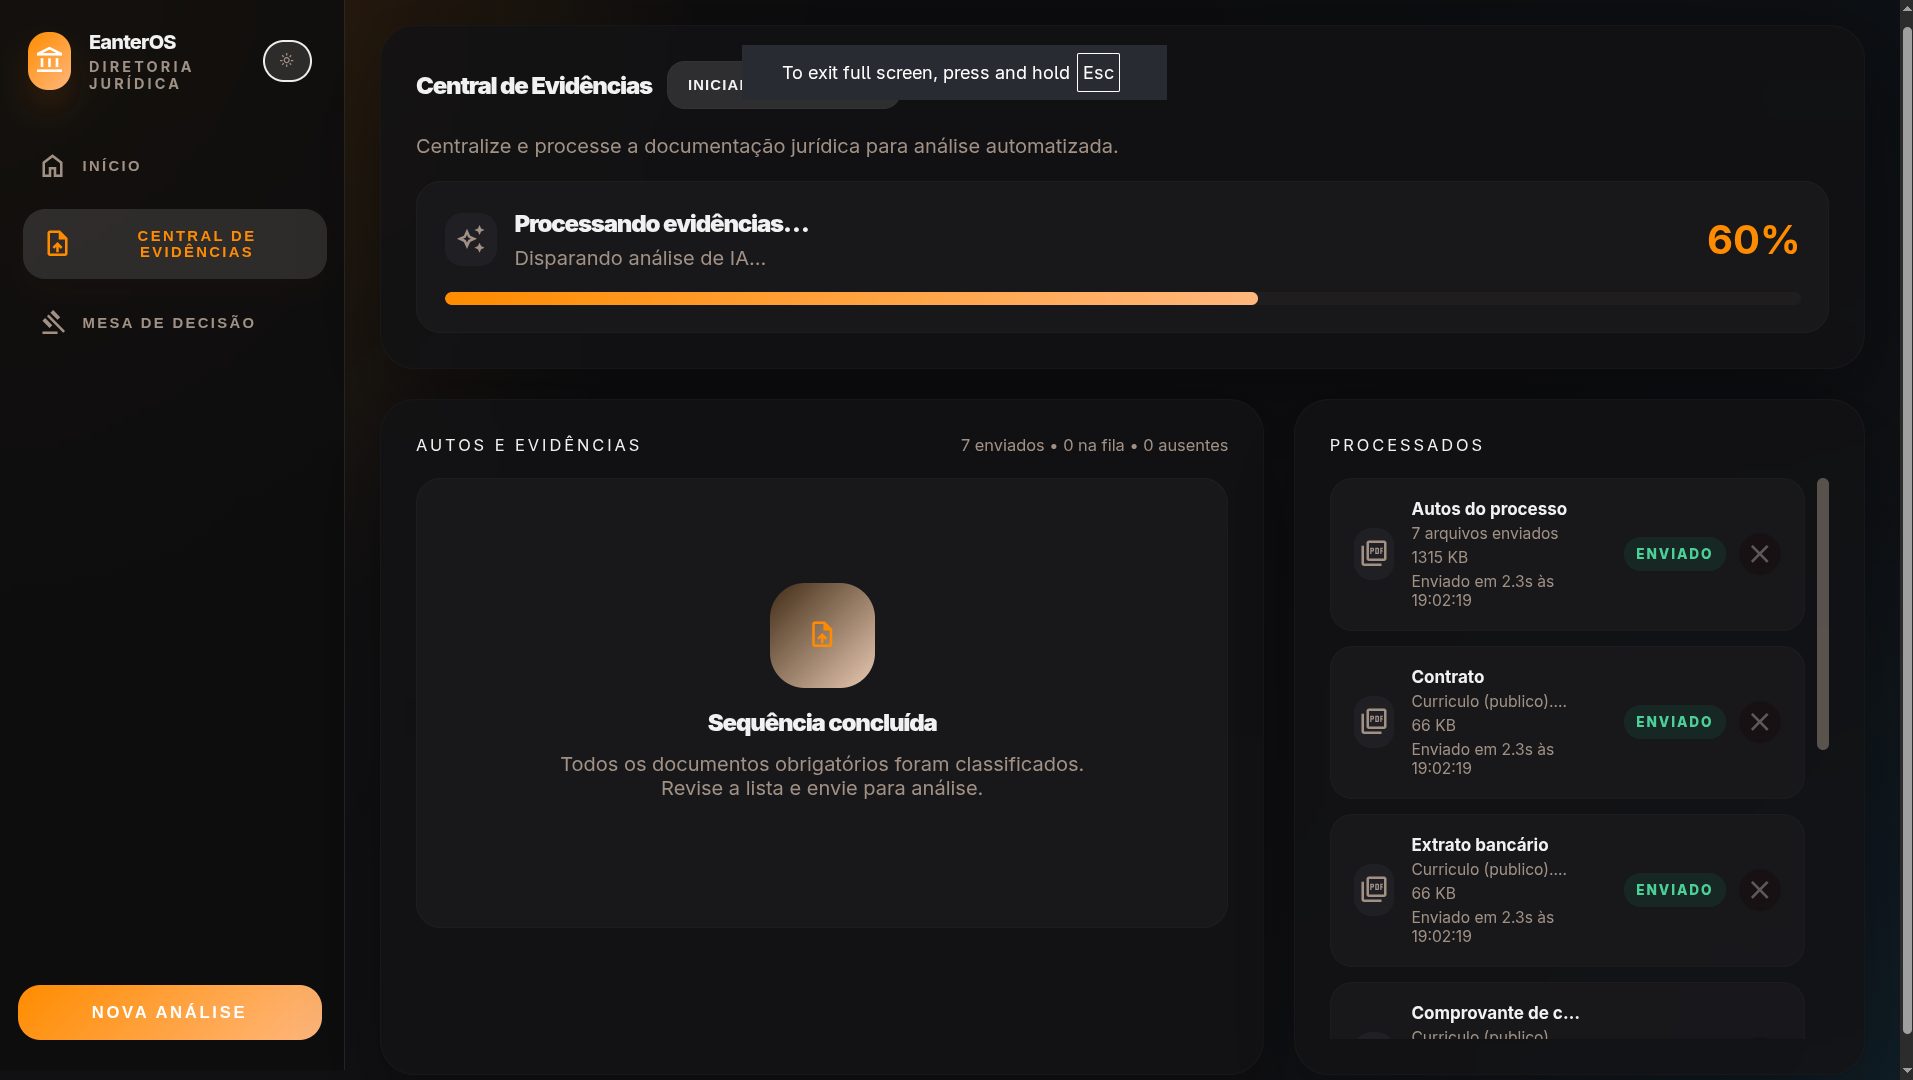 EanterOS
DIRETORIA
JURÍDICA
INÍCIO
CENTRAL DE
EVIDÊNCIAS
MESA DE DECISÃO
NOVA ANÁLISE
Central de Evidências
To exit full screen, press and hold Esc
Centralize e processe a documentação jurídica para análise automatizada.
Processando evidências...
Disparando análise de IA...
60%
AUTOS E EVIDÊNCIAS
7 enviados • 0 na fila • 0 ausentes
Sequência concluída
Todos os documentos obrigatórios foram classificados.
Revise a lista e envie para análise.
PROCESSADOS
Autos do processo
7 arquivos enviados
1315 KB
Enviado em 2.3s às
19:02:19
ENVIADO
Contrato
Curriculo (publico)....
66 KB
Enviado em 2.3s às
19:02:19
ENVIADO
Extrato bancário
Curriculo (publico)....
66 KB
Enviado em 2.3s às
19:02:19
ENVIADO
Comprovante de c...
Curriculo (publico)